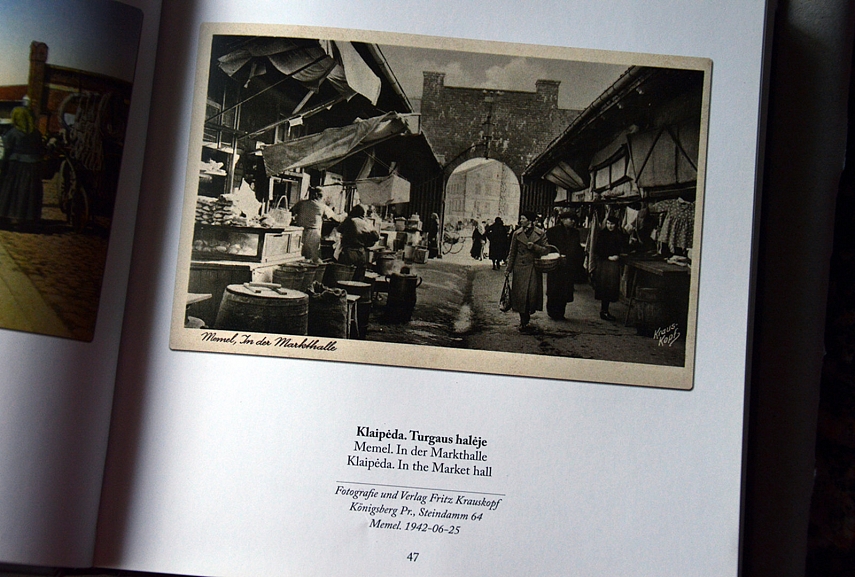 Memel, In der Markthalle
Kraus-
Kopf
Klaipėda. Turgaus halėje
Memel. In der Markthalle
Klaipėda. In the Market hall
Fotografie und Verlag Fritz Krauskopf
Königsberg Pr., Steindamm 64
Memel. 1942-06-25
47